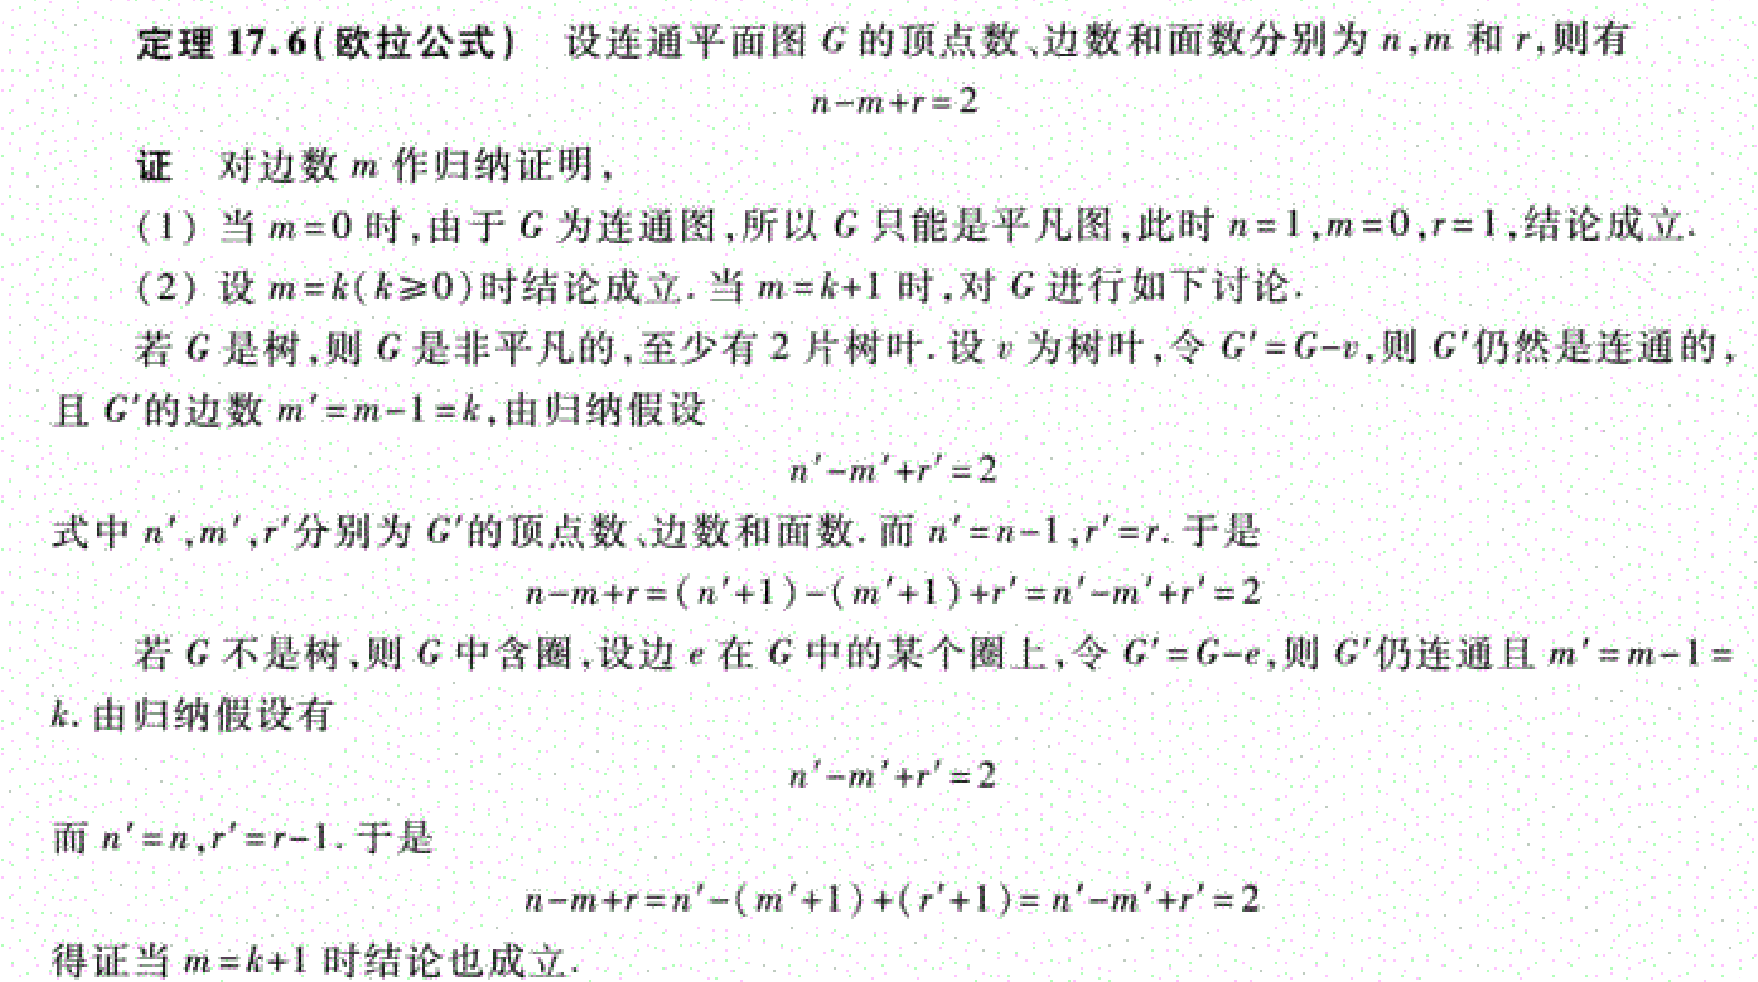 定理 17.6(欧拉公式) 设连通平面图 G 的顶点数、边数和面数分别为 n,m 和 r,则有
n-m+r=2
证 对边数 m 作归纳证明,
(1) 当 m=0 时,由于 G 为连通图,所以 G 只能是平凡图,此时 n=1,m=0,r=1,结论成立.
(2) 设 m=k(k≥0)时结论成立.当 m=k+1 时,对 G 进行如下讨论.
若 G 是树,则 G 是非平凡的,至少有 2 片树叶.设 v 为树叶,令 G′=G-v,则 G′仍然是连通的,
且 G′的边数 m′=m-1=k,由归纳假设
n′-m′+r′=2
式中 n′,m′,r′分别为 G′的顶点数、边数和面数.而 n′=n-1,r′=r.于是
n-m+r=(n′+1)-(m′+1)+r′=n′-m′+r′=2
若 G 不是树,则 G 中含圈,设边 e 在 G 中的某个圈上,令 G′=G-e,则 G′仍连通且 m′=m-1=
k.由归纳假设有
n′-m′+r′=2
而 n′=n,r′=r-1.于是
n-m+r=n′-(m′+1)+(r′+1)=n′-m′+r′=2
得证当 m=k+1 时结论也成立.